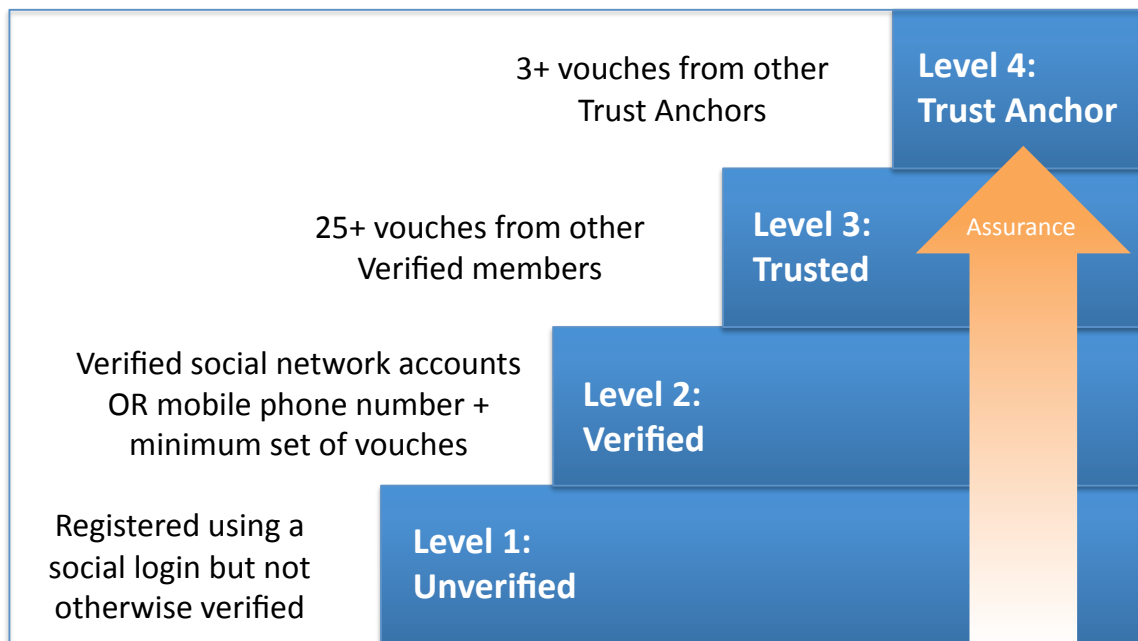 3+ vouches from other
Trust Anchors
Level 4:
Trust Anchor
25+ vouches from other
Verified members
Level 3:
Trusted
Assurance
Verified social network accounts
OR mobile phone number +
minimum set of vouches
Level 2:
Verified
Registered using a
social login but not
otherwise verified
Level 1:
Unverified